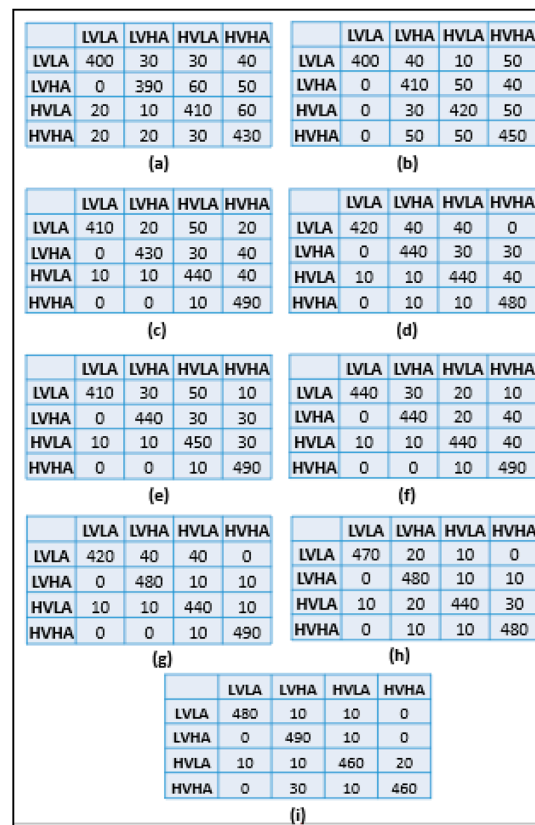 LVLA LVHA HVLA HVHA
LVLA 400 30 30 40
LVHA 0 390 60 50
HVLA 20 10 410 60
HVHA 20 20 30 430
(a)
LVLA LVHA HVLA HVHA
LVLA 400 40 10 50
LVHA 0 410 50 40
HVLA 0 30 420 50
HVHA 0 50 50 450
(b)
LVLA LVHA HVLA HVHA
LVLA 410 20 50 20
LVHA 0 430 30 40
HVLA 10 10 440 40
HVHA 0 0 10 490
(c)
LVLA LVHA HVLA HVHA
LVLA 420 40 40 0
LVHA 0 440 30 30
HVLA 10 10 440 40
HVHA 0 10 10 480
(d)
LVLA LVHA HVLA HVHA
LVLA 410 30 50 10
LVHA 0 440 30 30
HVLA 10 10 450 30
HVHA 0 0 10 490
(e)
LVLA LVHA HVLA HVHA
LVLA 440 30 20 10
LVHA 0 440 20 40
HVLA 10 10 440 40
HVHA 0 0 10 490
(f)
LVLA LVHA HVLA HVHA
LVLA 420 40 40 0
LVHA 0 480 10 10
HVLA 10 10 440 10
HVHA 0 0 10 490
(g)
LVLA LVHA HVLA HVHA
LVLA 470 20 10 0
LVHA 0 480 10 10
HVLA 10 20 440 30
HVHA 0 10 10 480
(h)
LVLA LVHA HVLA HVHA
LVLA 480 10 10 0
LVHA 0 490 10 0
HVLA 10 10 460 20
HVHA 0 30 10 460
(i)